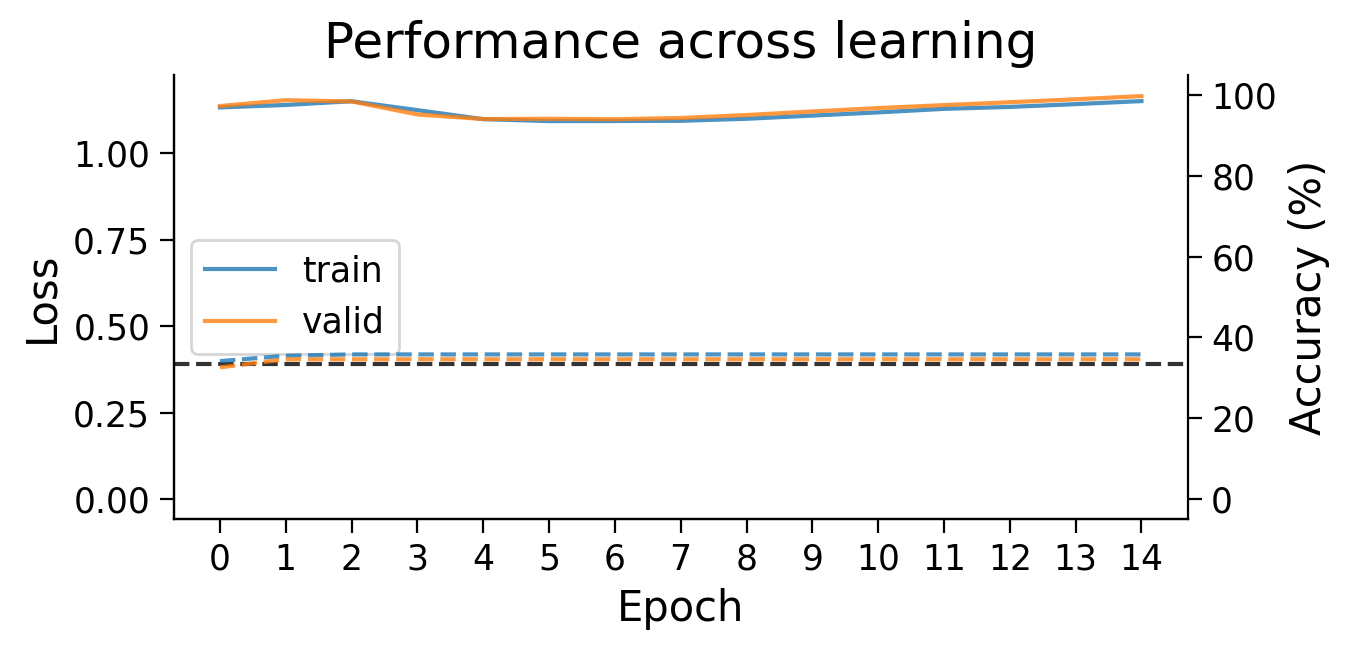 Performance across learning
Loss
1.00
0.75
0.50
0.25
0.00
train
valid
100
80
60
40
20
0
Accuracy (%)
0 1 2 3 4 5 6 7 8 9 10 11 12 13 14
Epoch